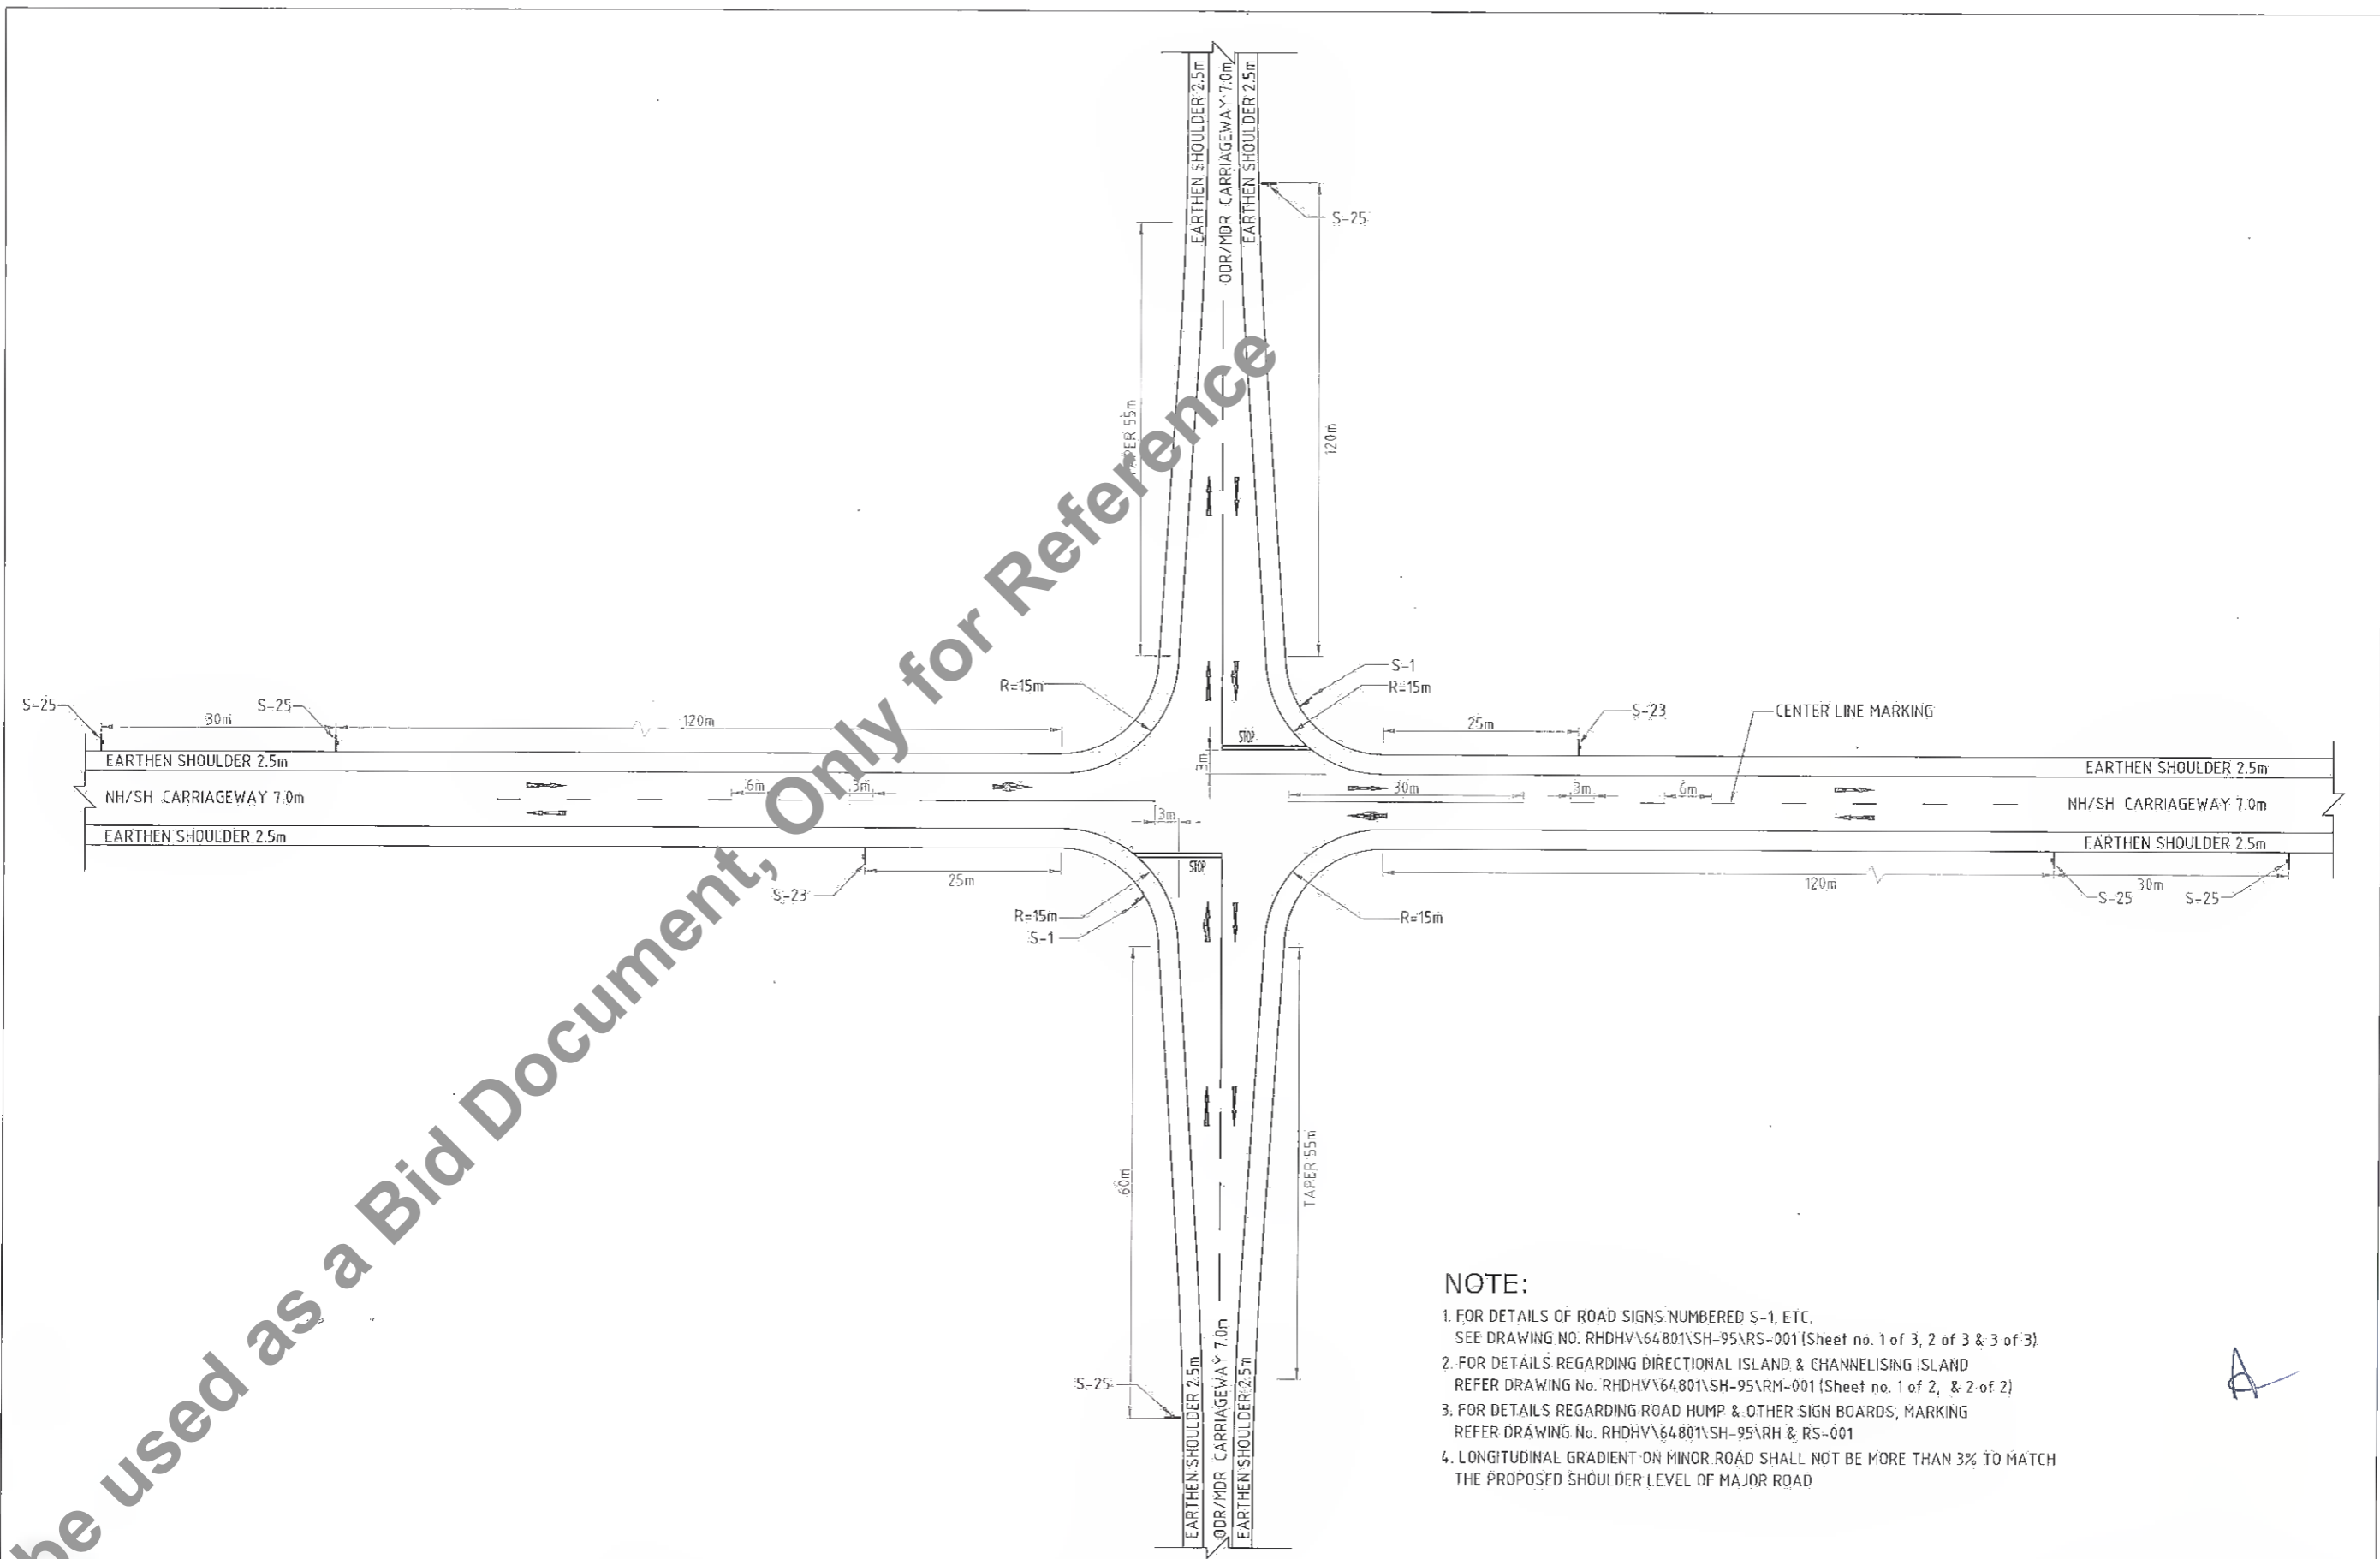 EARTHEN SHOULDER 2.5m
ODR/MDR CARRIAGEWAY 7.0m
EARTHEN SHOULDER 2.5m
S-25
TAPER 55m
120m
S-1
R=15m
R=15m
S-25
30m
S-25
120m
25m
S-23
CENTER LINE MARKING
STOP
3m
EARTHEN SHOULDER 2.5m
EARTHEN SHOULDER 2.5m
6m
3m
30m
3m
6m
NH/SH CARRIAGEWAY 7.0m
NH/SH CARRIAGEWAY 7.0m
3m
EARTHEN SHOULDER 2.5m
EARTHEN SHOULDER 2.5m
STOP
25m
S-23
120m
30m
S-25
S-25
R=15m
R=15m
S-1
60m
TAPER 55m
S-25
EARTHEN SHOULDER 2.5m
ODR/MDR CARRIAGEWAY 7.0m
EARTHEN SHOULDER 2.5m
NOTE:
1. FOR DETAILS OF ROAD SIGNS NUMBERED S-1, ETC.
SEE DRAWING NO. RHDHV\64801\SH-95\RS-001 (Sheet no. 1 of 3, 2 of 3 & 3 of 3)
2. FOR DETAILS REGARDING DIRECTIONAL ISLAND & CHANNELISING ISLAND
REFER DRAWING No. RHDHV\64801\SH-95\RM-001 (Sheet no. 1 of 2, & 2 of 2)
3. FOR DETAILS REGARDING ROAD HUMP & OTHER SIGN BOARDS, MARKING
REFER DRAWING No. RHDHV\64801\SH-95\RH & RS-001
4. LONGITUDINAL GRADIENT ON MINOR ROAD SHALL NOT BE MORE THAN 3% TO MATCH
THE PROPOSED SHOULDER LEVEL OF MAJOR ROAD
be used as a Bid Document, Only for Reference